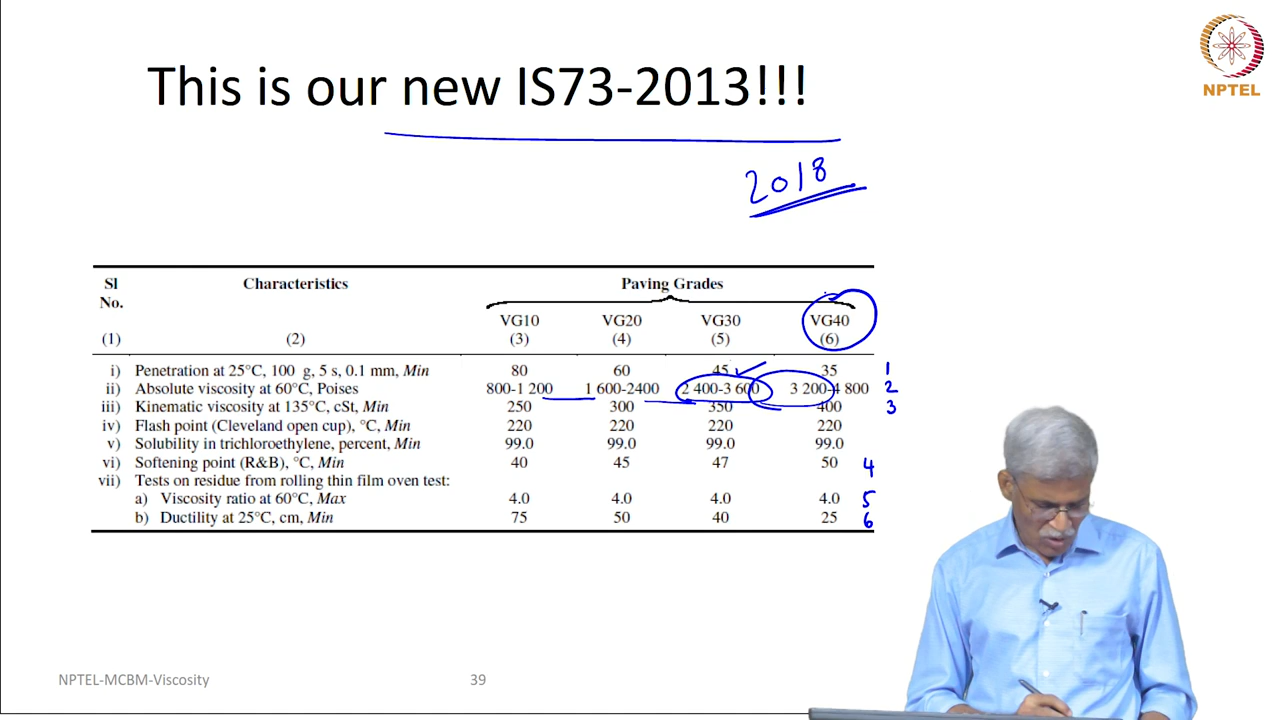 NPTEL
This is our new IS73-2013!!!
2018
Sl No. Characteristics Paving Grades
VG10 VG20 VG30 VG40
(1) (2) (3) (4) (5) (6)
i) Penetration at 25°C, 100 g, 5 s, 0.1 mm, Min 80 60 45 35 1
ii) Absolute viscosity at 60°C, Poises 800-1 200 1 600-2400 2 400-3 600 3 200-4 800 2
iii) Kinematic viscosity at 135°C, cSt, Min 250 300 350 400 3
iv) Flash point (Cleveland open cup), °C, Min 220 220 220 220
v) Solubility in trichloroethylene, percent, Min 99.0 99.0 99.0 99.0
vi) Softening point (R&B), °C, Min 40 45 47 50 4
vii) Tests on residue from rolling thin film oven test:
a) Viscosity ratio at 60°C, Max 4.0 4.0 4.0 4.0 5
b) Ductility at 25°C, cm, Min 75 50 40 25 6
NPTEL-MCBM-Viscosity 39